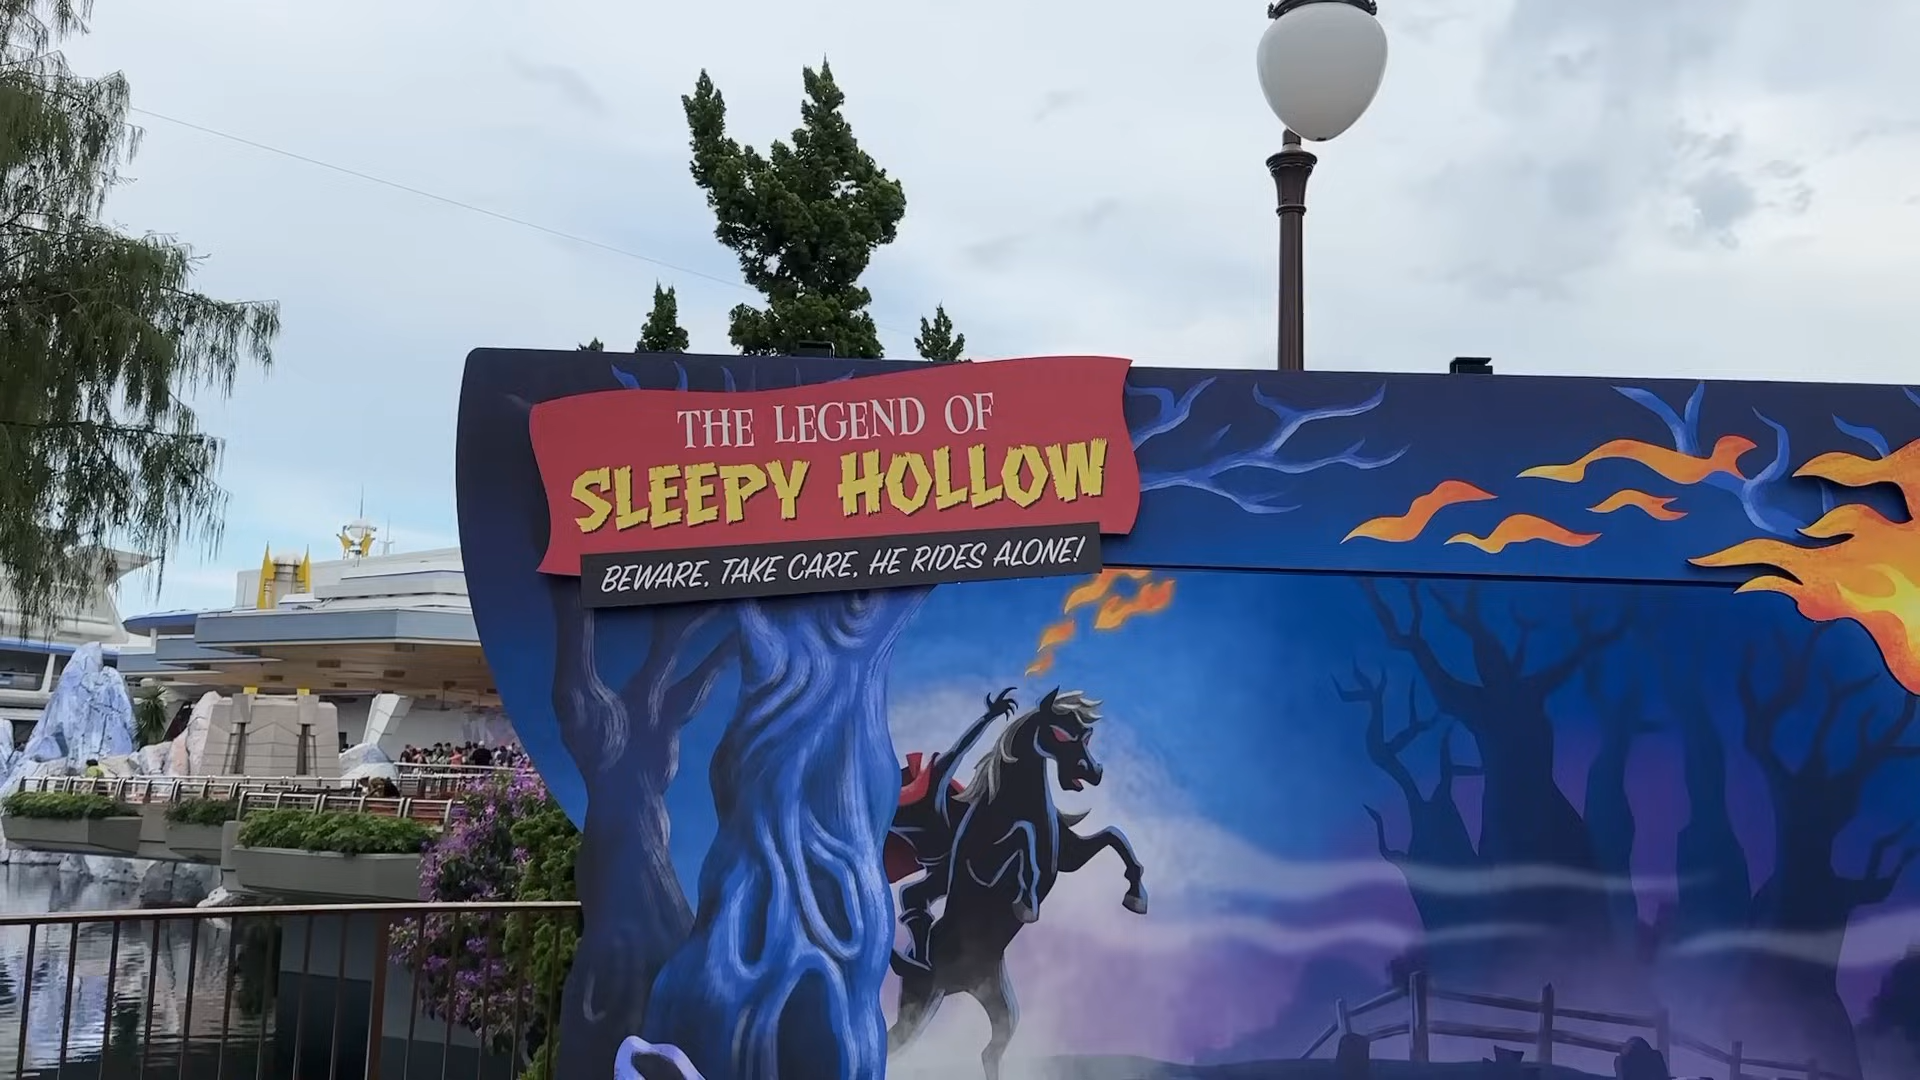 THE LEGEND OF
SLEEPY HOLLOW
BEWARE, TAKE CARE, HE RIDES ALONE!